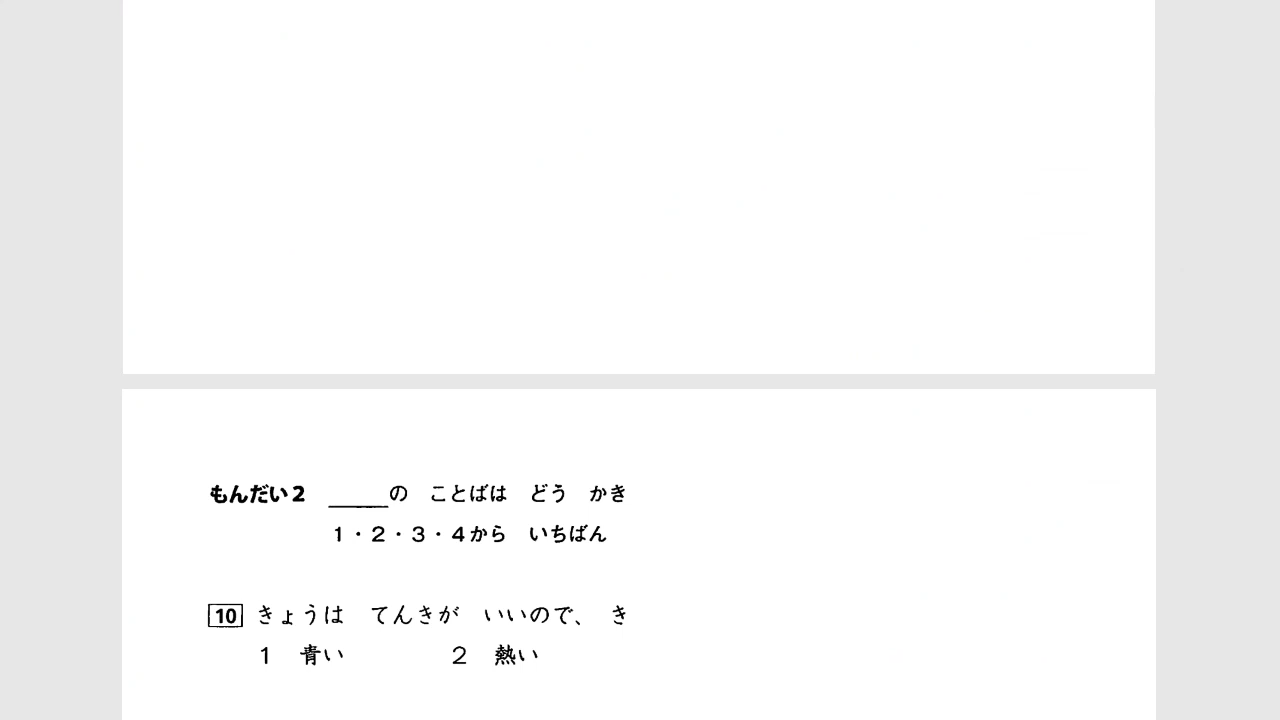 もんだい2　＿＿＿の　ことばは　どう　かき
1・2・3・4から　いちばん
10 きょうは　てんきが　いいので、　き
1　青い　2　熱い